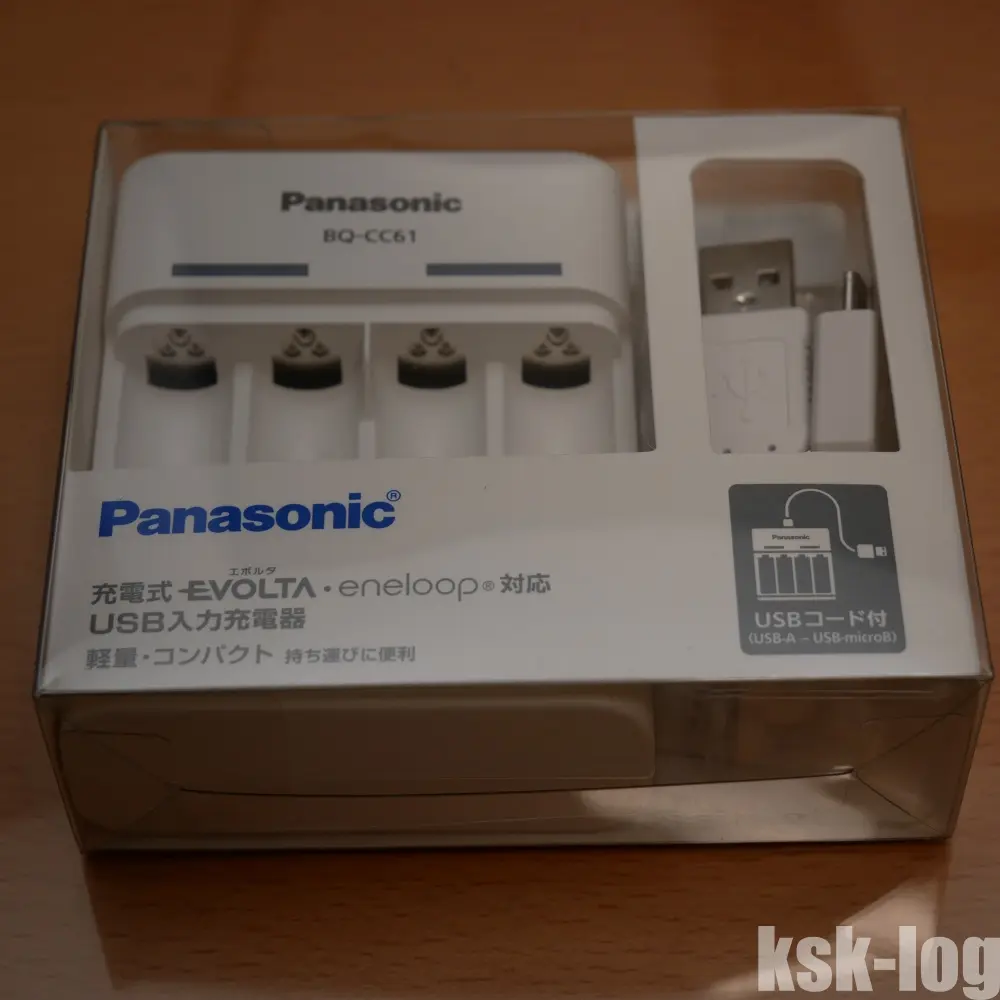 Panasonic
BQ-CC61
Panasonic®
エボルタ
充電式 EVOLTA・eneloop® 対応
USB入力充電器
軽量・コンパクト 持ち運びに便利
Panasonic
USBコード付
(USB-A – USB-microB)
ksk-log